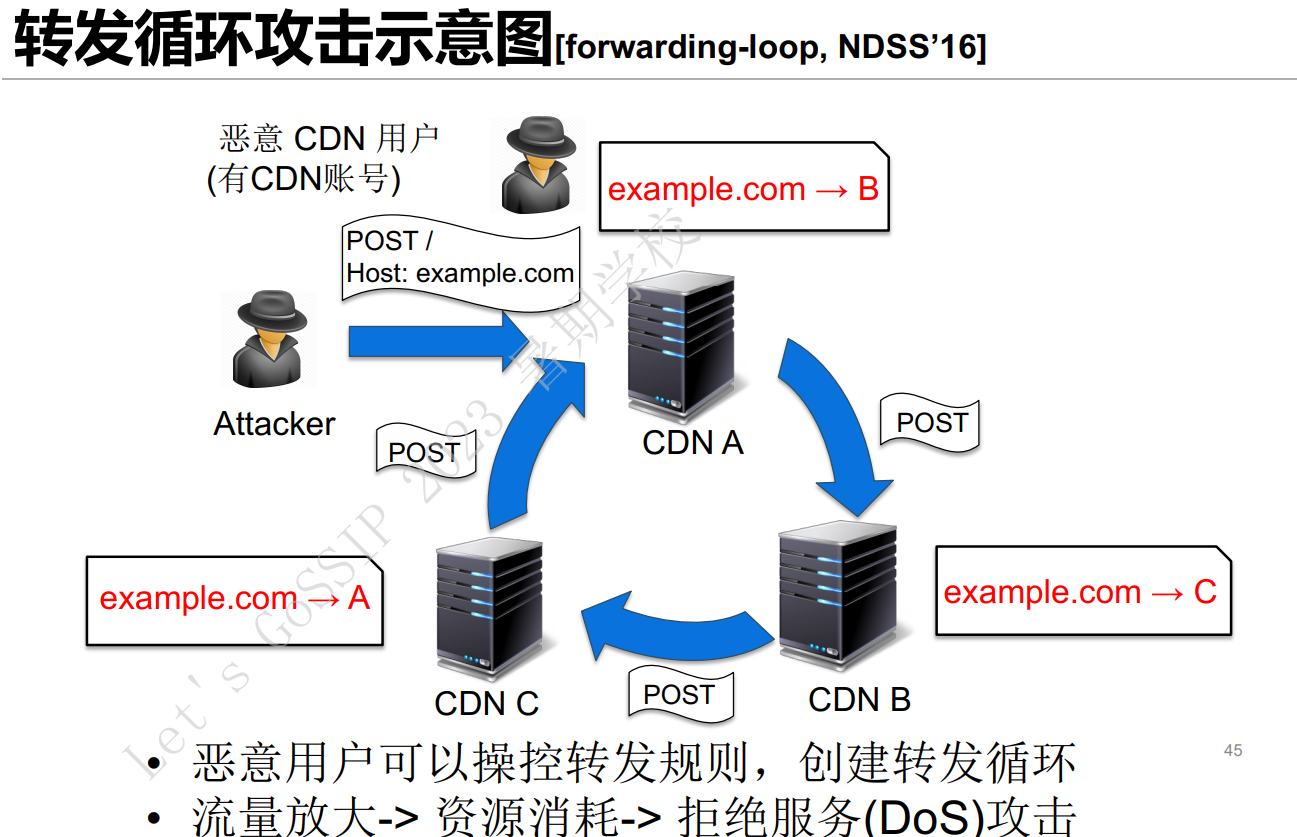 转发循环攻击示意图[forwarding-loop, NDSS’16]
恶意 CDN 用户
(有CDN账号)
example.com → B
POST /
Host: example.com
Attacker
CDN A
POST
POST
example.com → A
example.com → C
CDN C
POST
CDN B
• 恶意用户可以操控转发规则，创建转发循环
• 流量放大-> 资源消耗-> 拒绝服务(DoS)攻击
45
Let's GoSSIP 2023 暑期学校